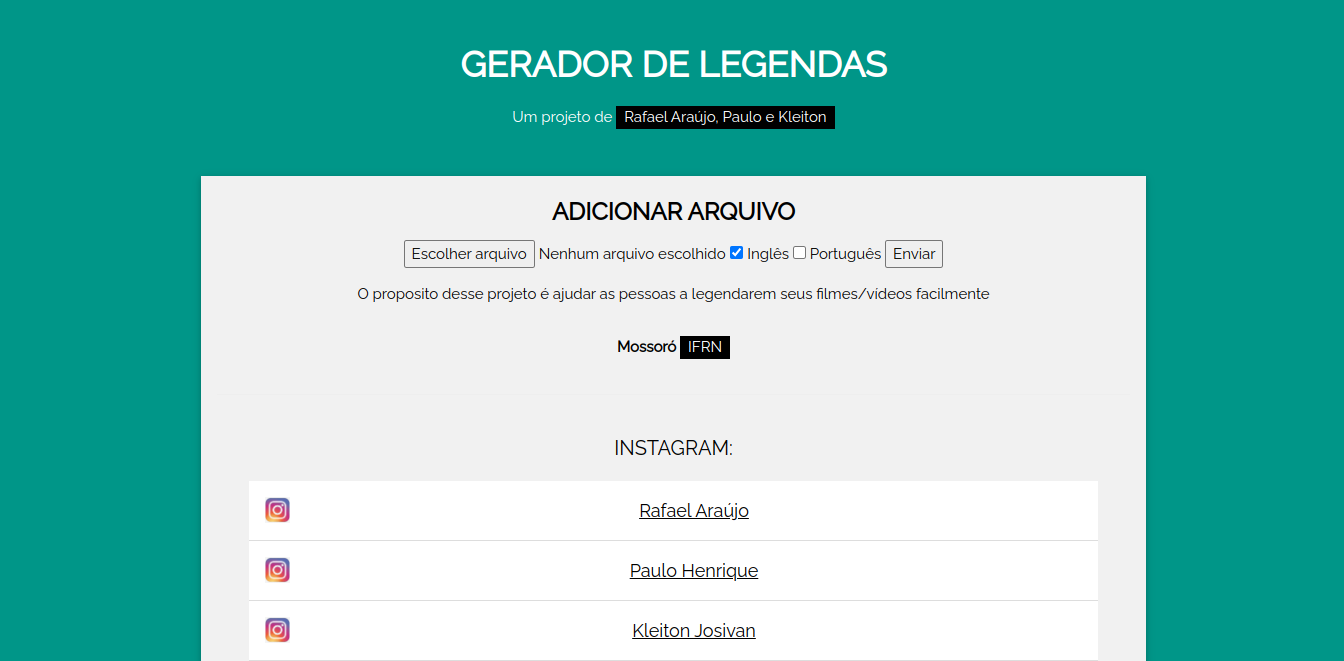 GERADOR DE LEGENDAS
Um projeto de Rafael Araújo, Paulo e Kleiton
ADICIONAR ARQUIVO
Escolher arquivo Nenhum arquivo escolhido Inglês Português Enviar
O proposito desse projeto é ajudar as pessoas a legendarem seus filmes/vídeos facilmente
Mossoró IFRN
INSTAGRAM:
Rafael Araújo
Paulo Henrique
Kleiton Josivan